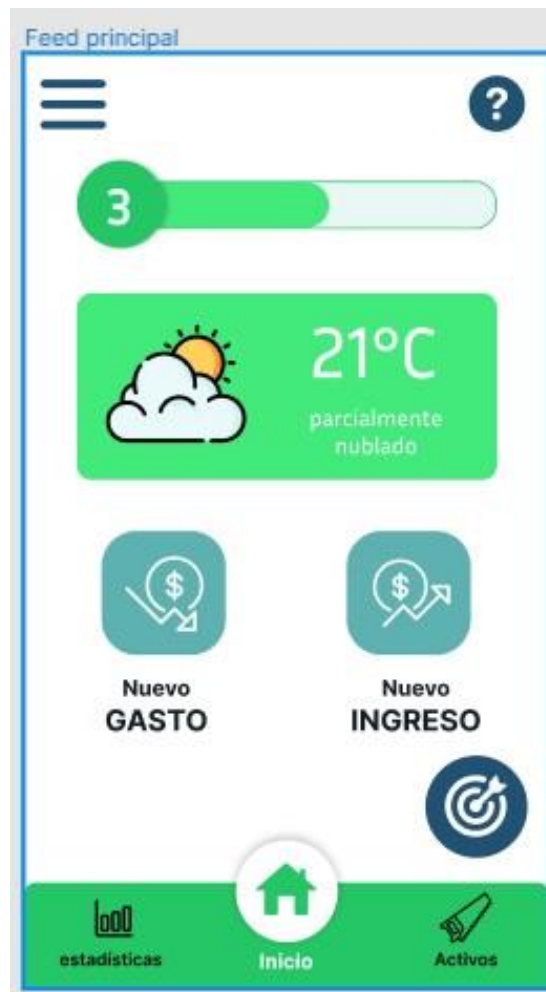 Feed principal
?
3
21°C
parcialmente
nublado
$
$
Nuevo
GASTO
Nuevo
INGRESO
estadísticas
Inicio
Activos